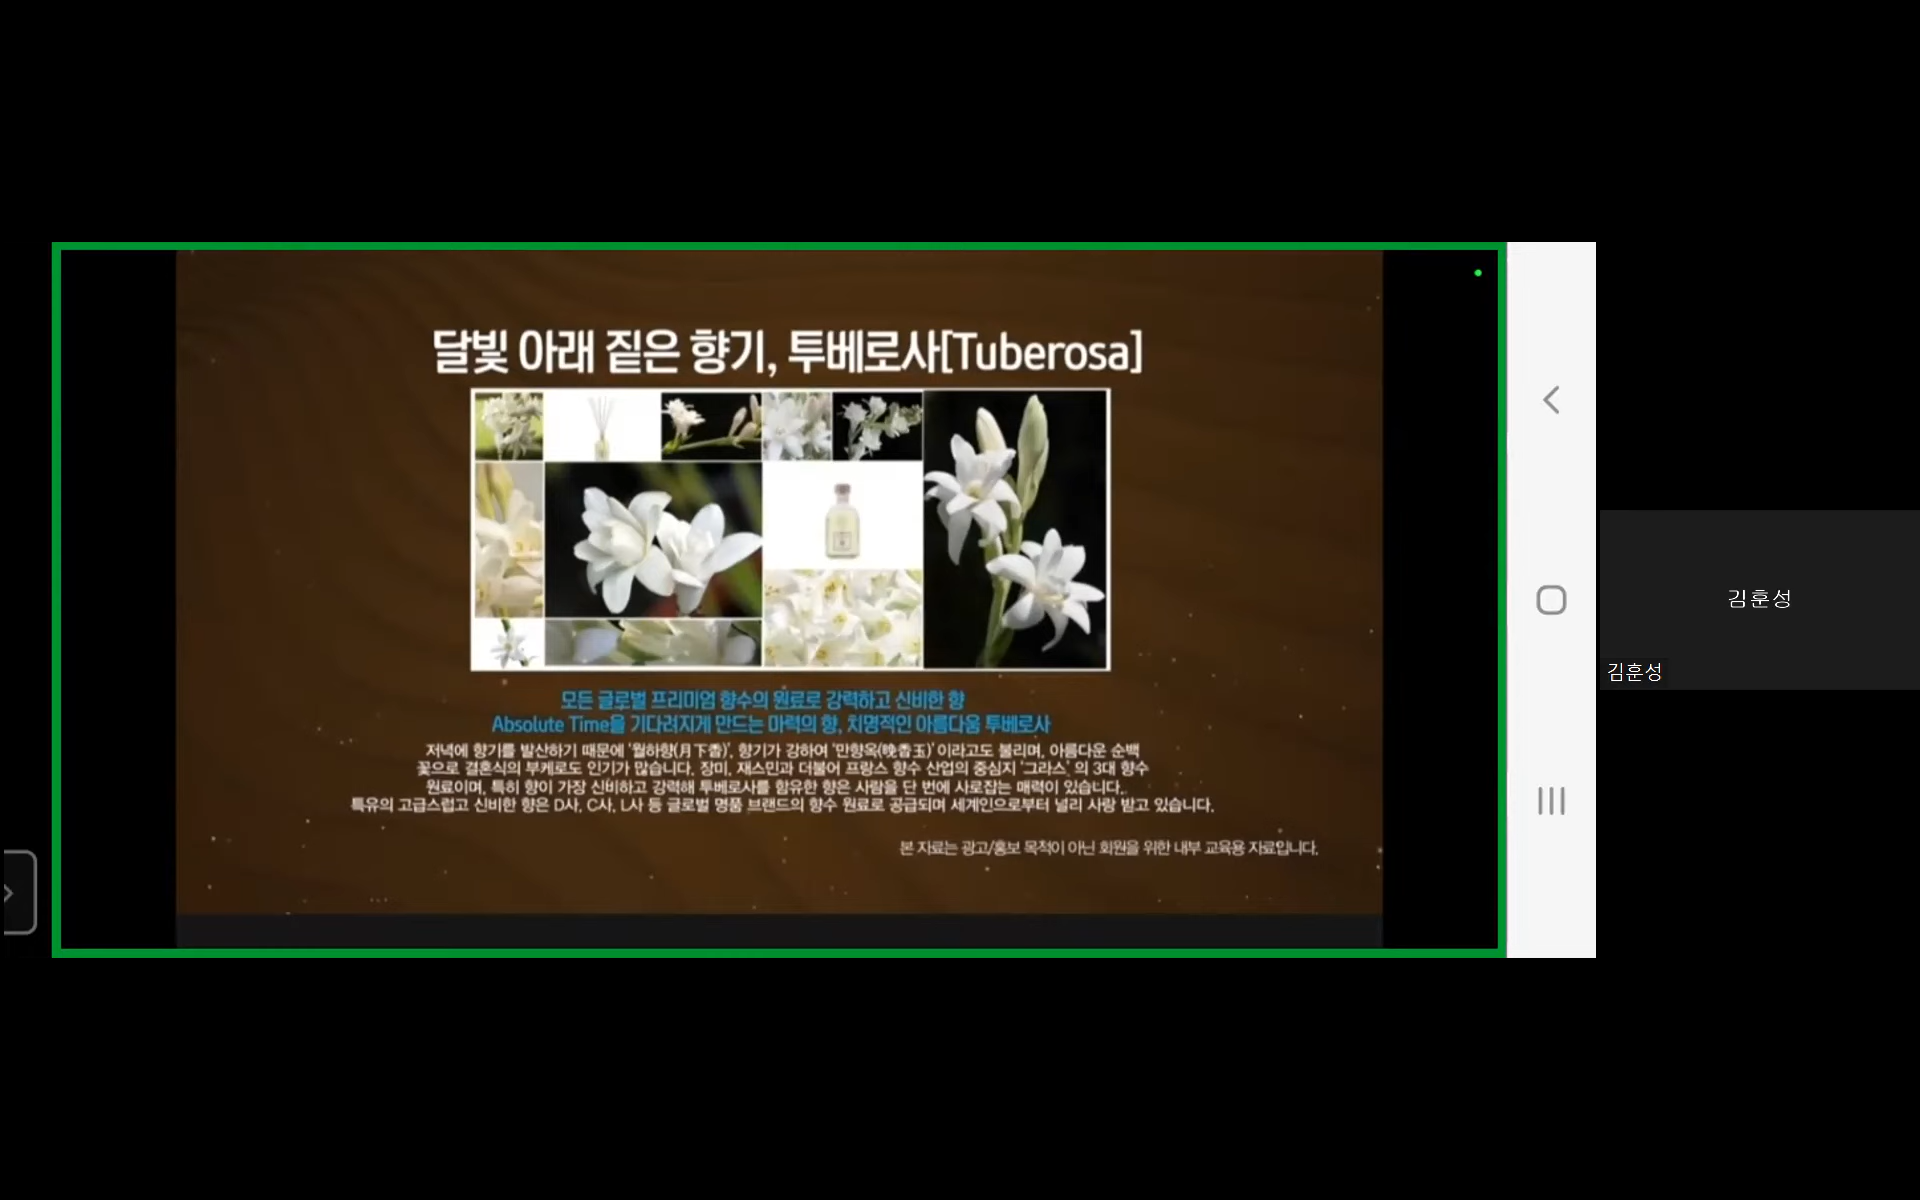 달빛 아래 짙은 향기, 투베로사[Tuberosa]
모든 글로벌 프리미엄 향수의 원료로 강력하고 신비한 향
Absolute Time을 기다려지게 만드는 마력의 향, 치명적인 아름다움 투베로사
저녁에 향기를 발산하기 때문에 '월하향(月下香)', 향기가 강하여 '만향옥(晚香玉)' 이라고도 불리며, 아름다운 순백
꽃으로 결혼식의 부케로도 인기가 많습니다. 장미, 재스민과 더불어 프랑스 향수 산업의 중심지 '그라스' 의 3대 향수
원료이며, 특히 향이 가장 신비하고 강력해 투베로사를 함유한 향은 사람을 단 번에 사로잡는 매력이 있습니다.
특유의 고급스럽고 신비한 향은 D사, C사, L사 등 글로벌 명품 브랜드의 향수 원료로 공급되며 세계인으로부터 널리 사랑 받고 있습니다.
본 자료는 광고/홍보 목적이 아닌 회원을 위한 내부 교육용 자료입니다.
김훈성
김훈성